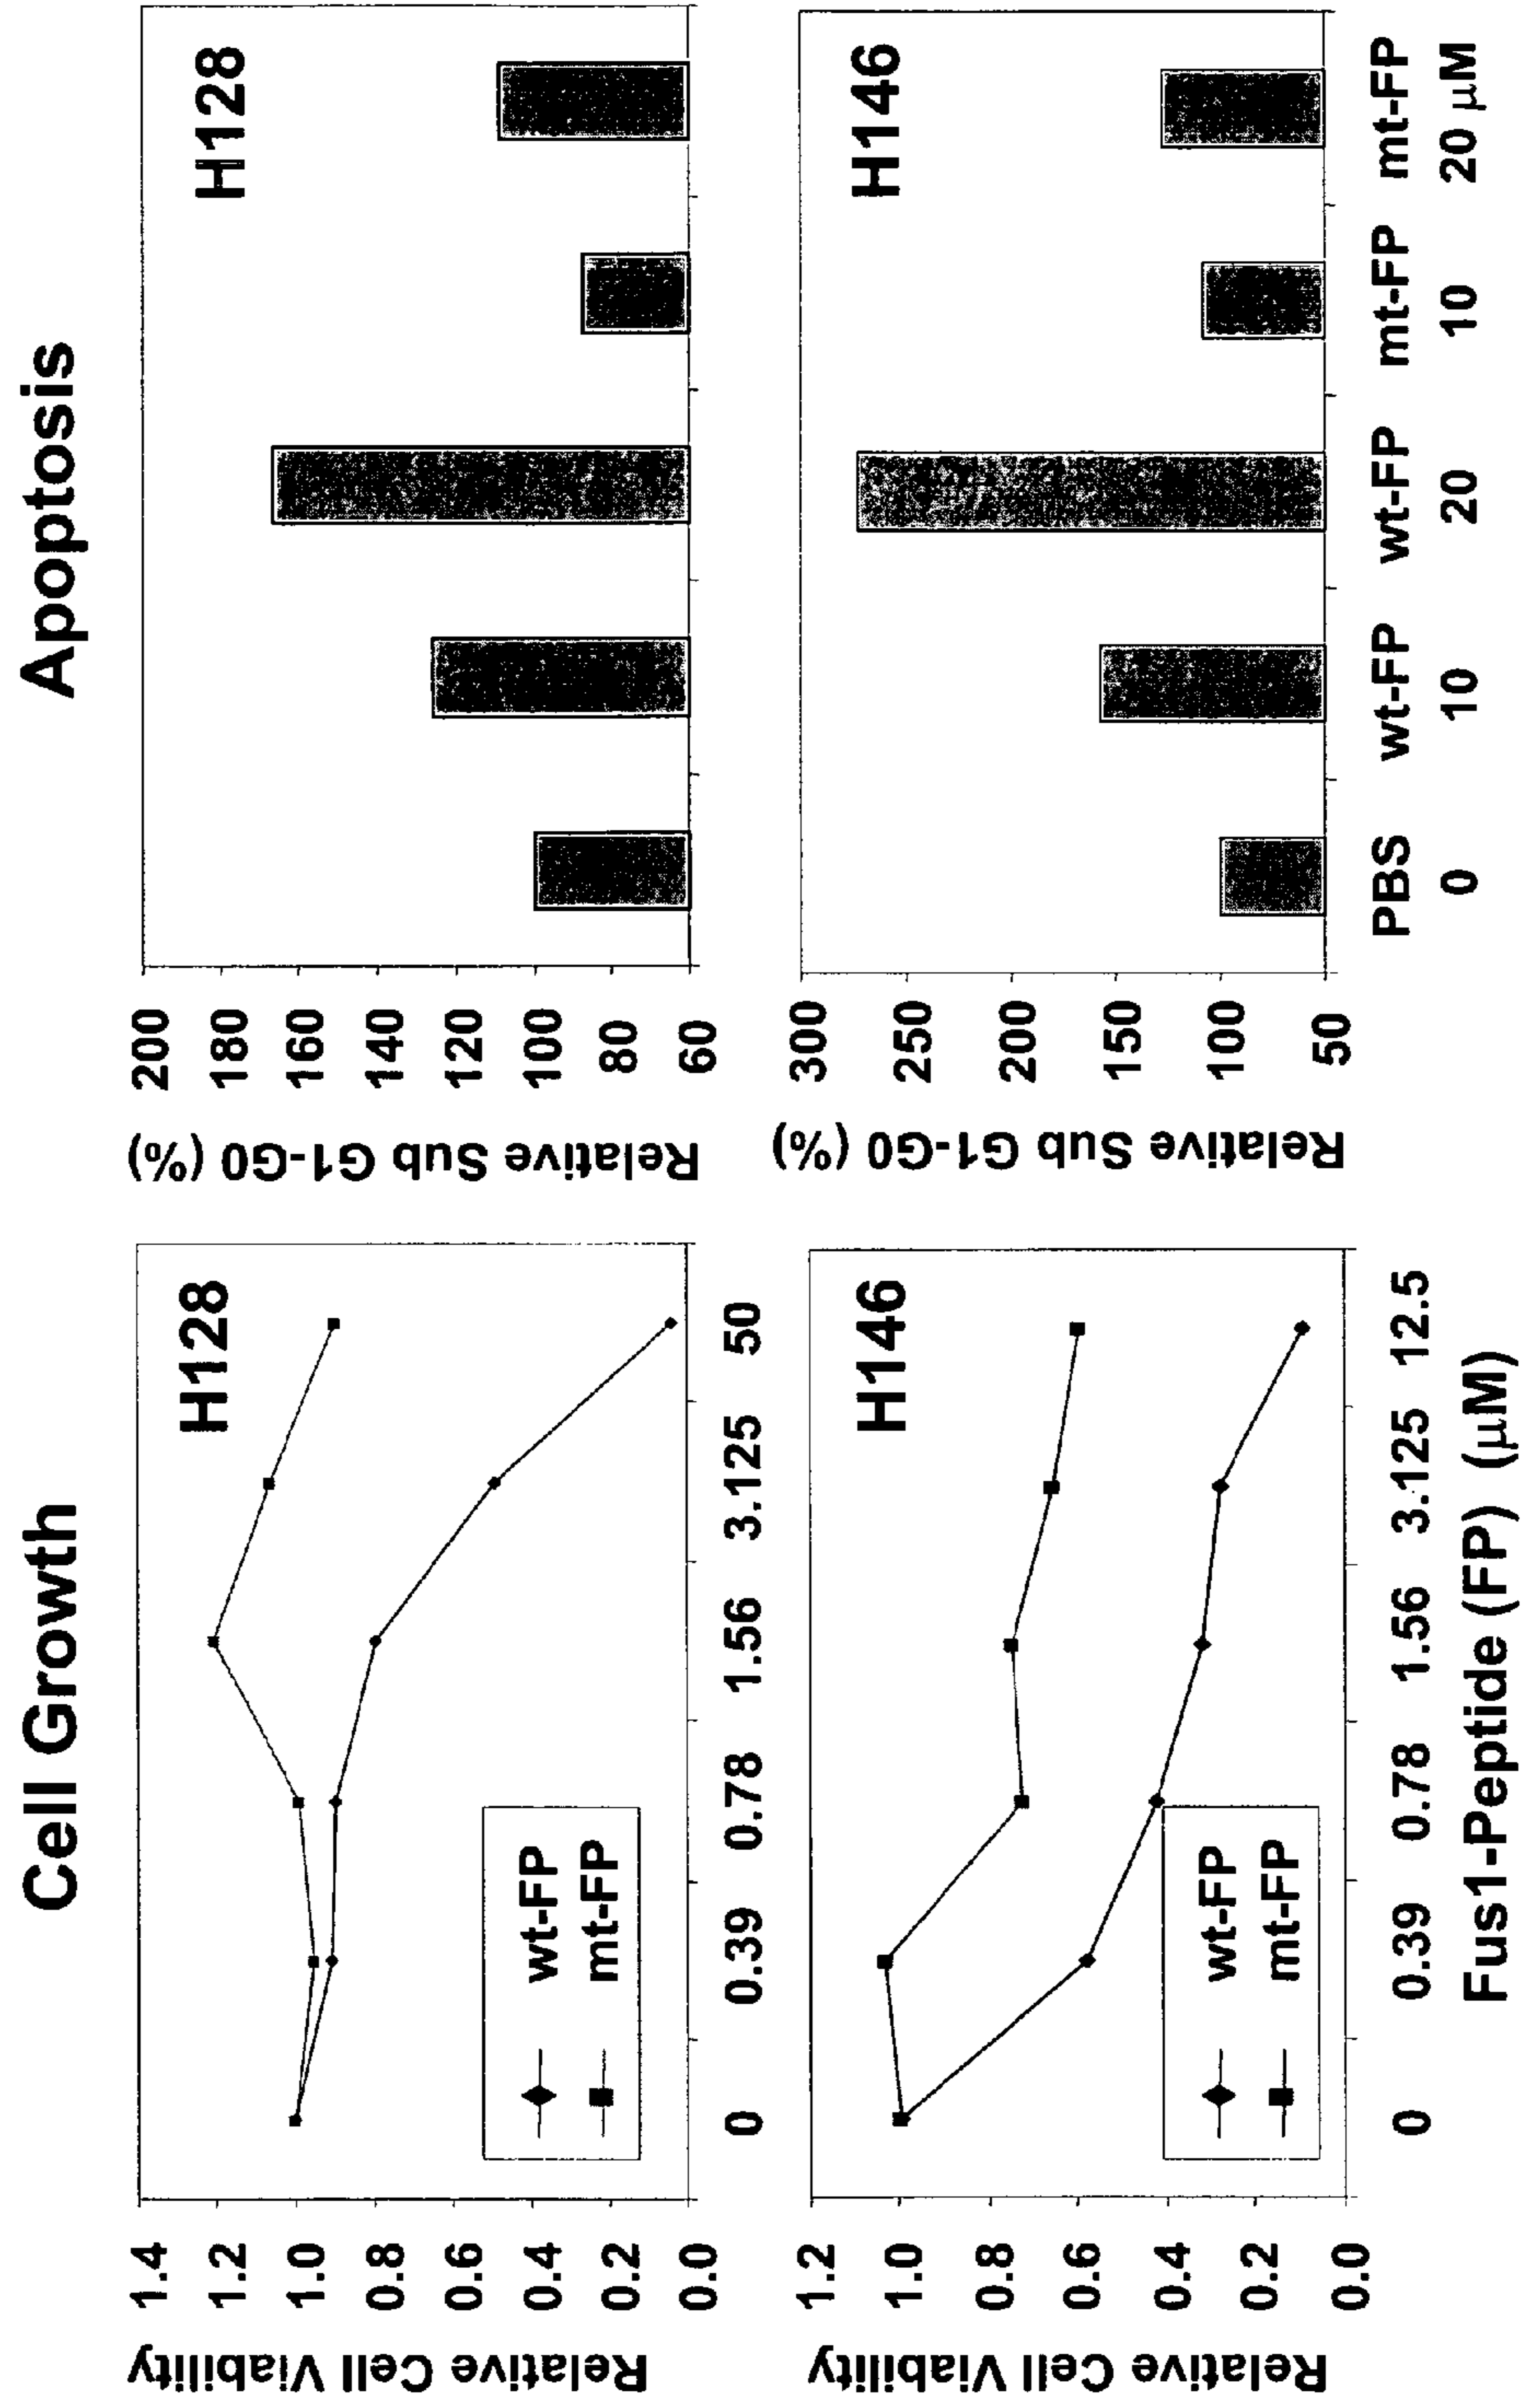 Cell Growth
H128
Relative Cell Viability
1.4
1.2
1.0
0.8
0.6
0.4
0.2
0.0
wt-FP
mt-FP
0 0.39 0.78 1.56 3.125 50
H146
Relative Cell Viability
1.2
1.0
0.8
0.6
0.4
0.2
0.0
wt-FP
mt-FP
0 0.39 0.78 1.56 3.125 12.5
Fus1-Peptide (FP) (μM)
Apoptosis
H128
Relative Sub G1-G0 (%)
200
180
160
140
120
100
80
60
H146
Relative Sub G1-G0 (%)
300
250
200
150
100
50
PBS wt-FP wt-FP mt-FP mt-FP
0 10 20 10 20 μM